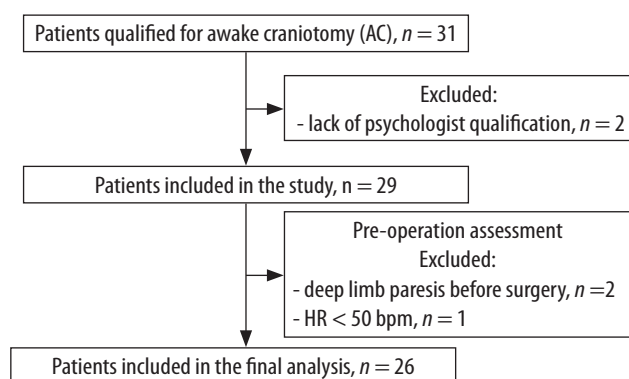 Patients qualified for awake craniotomy (AC), n = 31
Excluded:
- lack of psychologist qualification, n = 2
Patients included in the study, n = 29
Pre-operation assessment
Excluded:
- deep limb paresis before surgery, n =2
- HR < 50 bpm, n = 1
Patients included in the final analysis, n = 26